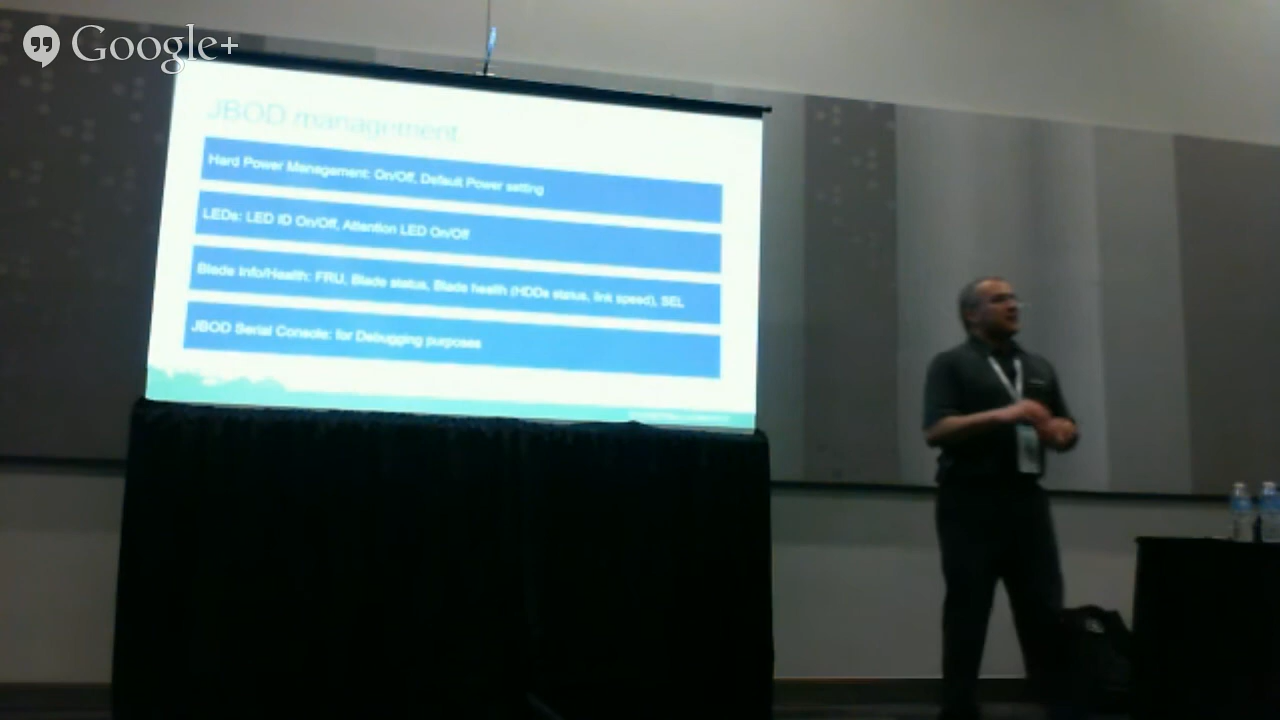 Google+
JBOD management
Hard Power Management: On/Off, Default Power setting
LEDs: LED ID On/Off, Attention LED On/Off
Blade Info/Health: FRU, Blade status, Blade health (HDDs status, link speed), SEL
JBOD Serial Console: for Debugging purposes